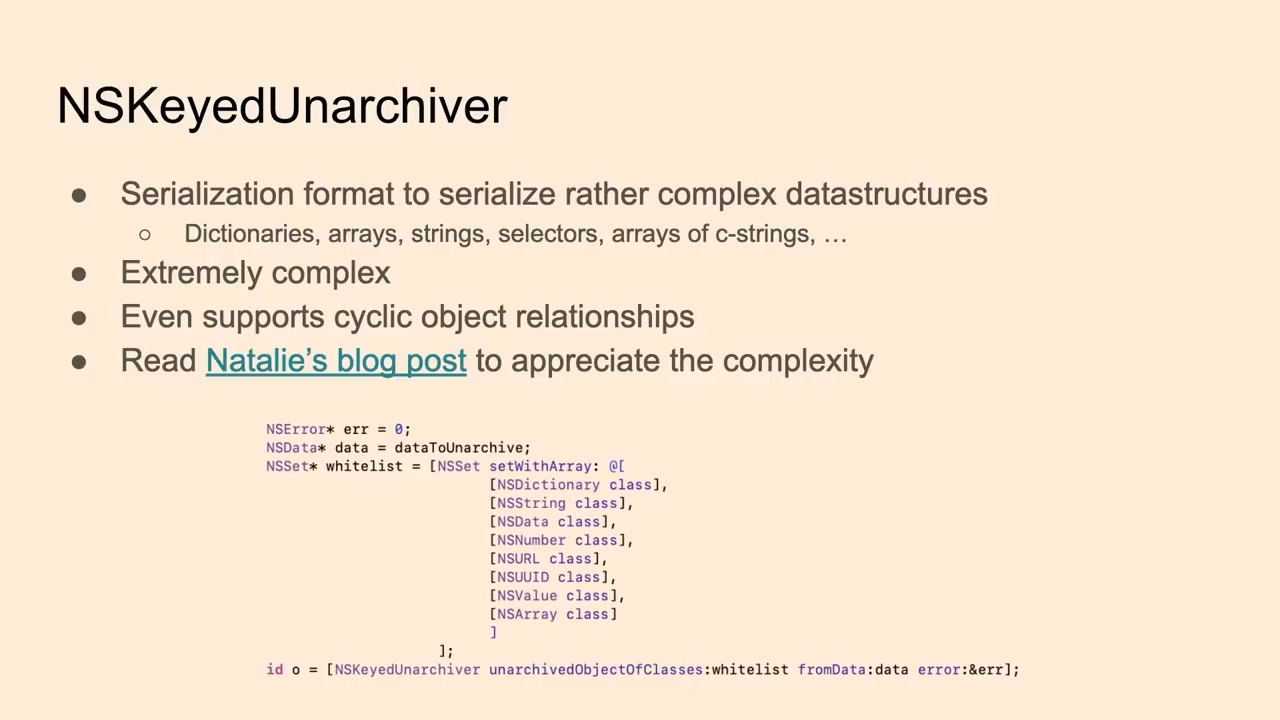 NSKeyedUnarchiver
● Serialization format to serialize rather complex datastructures
○ Dictionaries, arrays, strings, selectors, arrays of c-strings, …
● Extremely complex
● Even supports cyclic object relationships
● Read Natalie’s blog post to appreciate the complexity
NSError* err = 0;
NSData* data = dataToUnarchive;
NSSet* whitelist = [NSSet setWithArray: @[
[NSDictionary class],
[NSString class],
[NSData class],
[NSNumber class],
[NSURL class],
[NSUUID class],
[NSValue class],
[NSArray class]
]
];
id o = [NSKeyedUnarchiver unarchivedObjectOfClasses:whitelist fromData:data error:&err];